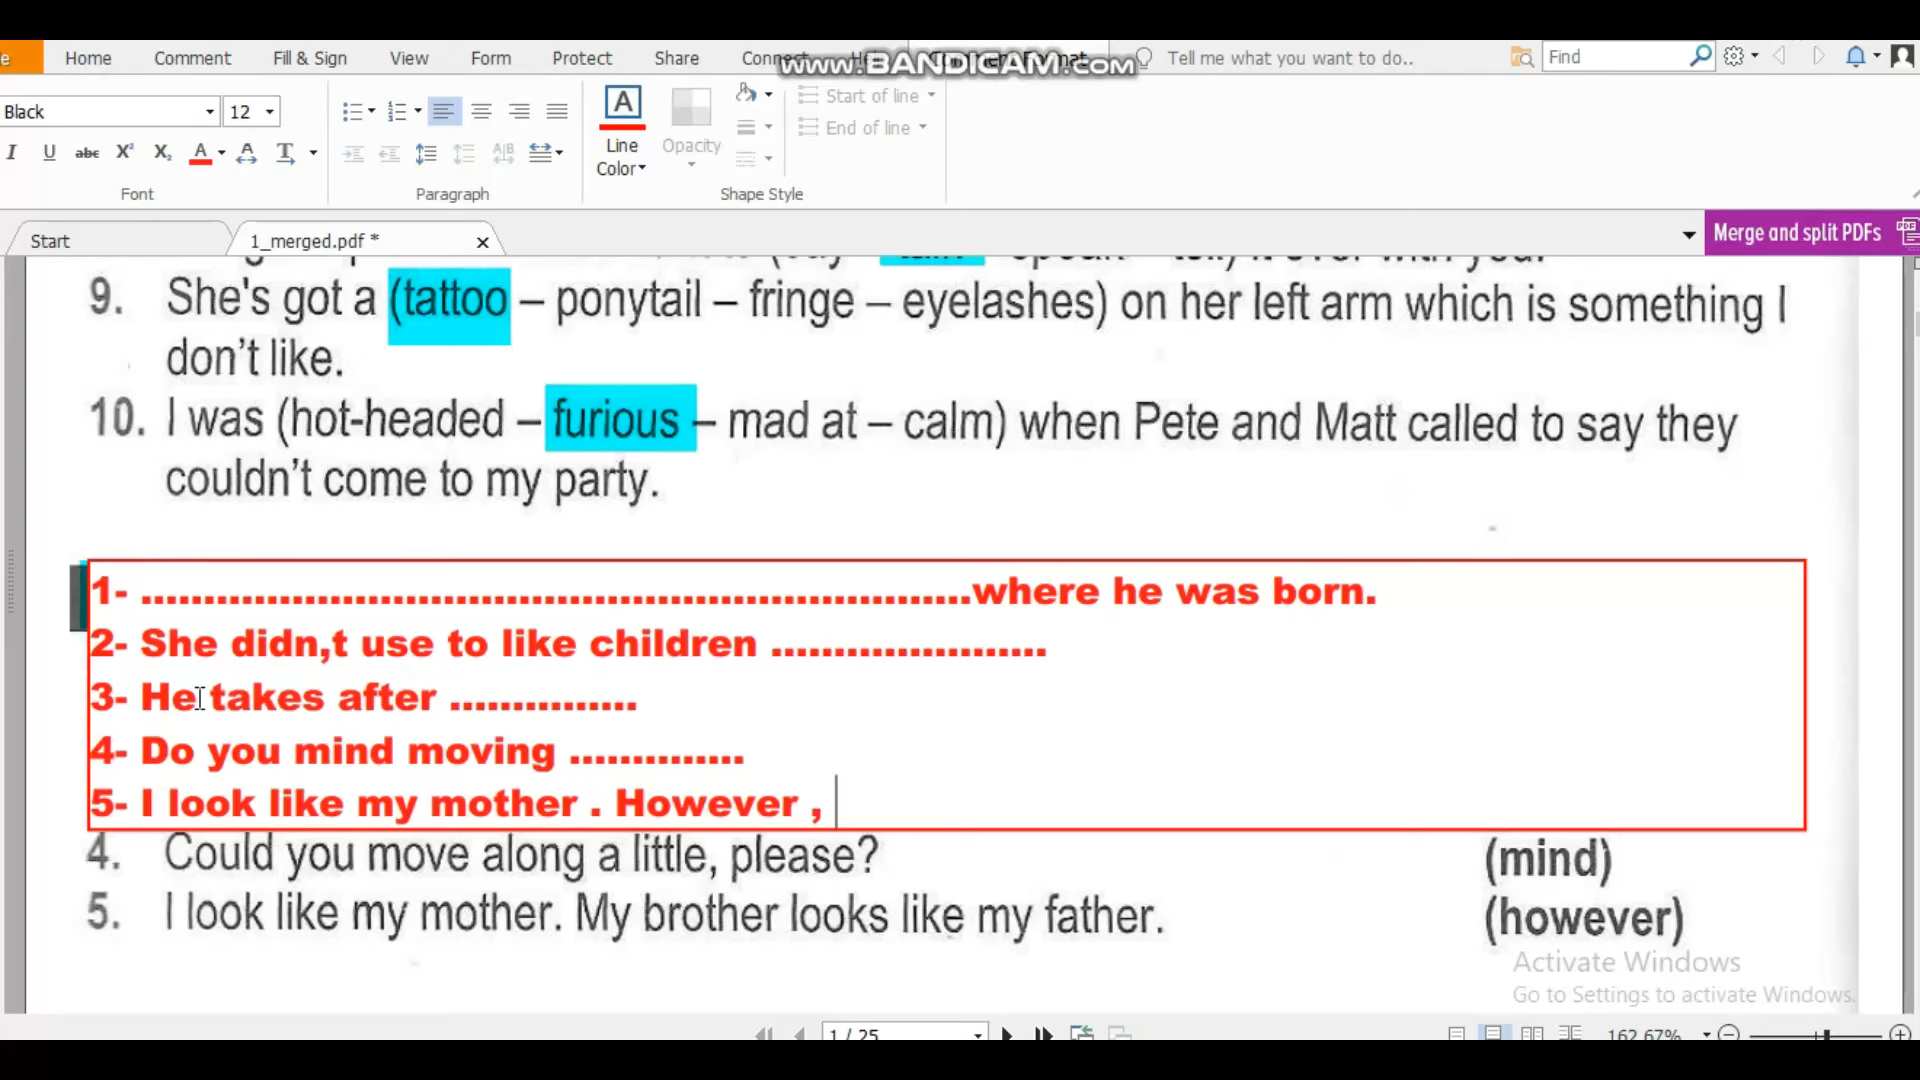 Home Comment Fill & Sign View Form Protect Share Connect Help Comment Format Tell me what you want to do.. Find
www.BANDICAM.com
Black 12 Start of line
End of line
Line Color Opacity
Font Paragraph Shape Style
Start 1_merged.pdf * Merge and split PDFs
9. She's got a (tattoo – ponytail – fringe – eyelashes) on her left arm which is something I
don't like.
10. I was (hot-headed – furious – mad at – calm) when Pete and Matt called to say they
couldn't come to my party.
1- ..................................................................where he was born.
2- She didn,t use to like children ......................
3- He takes after ...............
4- Do you mind moving ..............
5- I look like my mother . However ,
4. Could you move along a little, please? (mind)
5. I look like my mother. My brother looks like my father. (however)
Activate Windows
Go to Settings to activate Windows.
1 / 25 162.67%